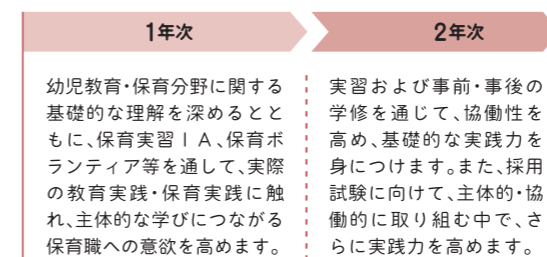 1年次
幼児教育・保育分野に関する
基礎的な理解を深めるとと
もに、保育実習ⅠA、保育ボ
ランティア等を通して、実際
の教育実践・保育実践に触
れ、主体的な学びにつながる
保育職への意欲を高めます。
2年次
実習および事前・事後の
学修を通じて、協働性を
高め、基礎的な実践力を
身につけます。また、採用
試験に向けて、主体的・協
働的に取り組む中で、さ
らに実践力を高めます。